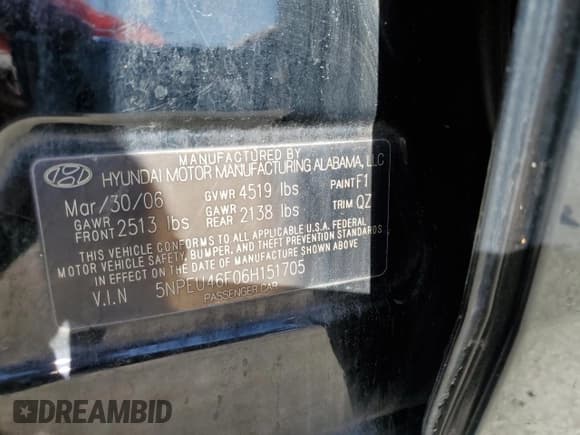 MANUFACTURED BY
HYUNDAI MOTOR MANUFACTURING ALABAMA, LLC
Mar/30/06 GVWR 4519 lbs PAINT F1
GAWR FRONT 2513 lbs GAWR REAR 2138 lbs TRIM QZ
THIS VEHICLE CONFORMS TO ALL APPLICABLE U.S.A. FEDERAL
MOTOR VEHICLE SAFETY, BUMPER, AND THEFT PREVENTION STANDARDS
IN EFFECT ON THE DATE OF MANUFACTURE SHOWN ABOVE
V.I.N 5NPEU46F06H151705
PASSENGER CAR
DREAMBID